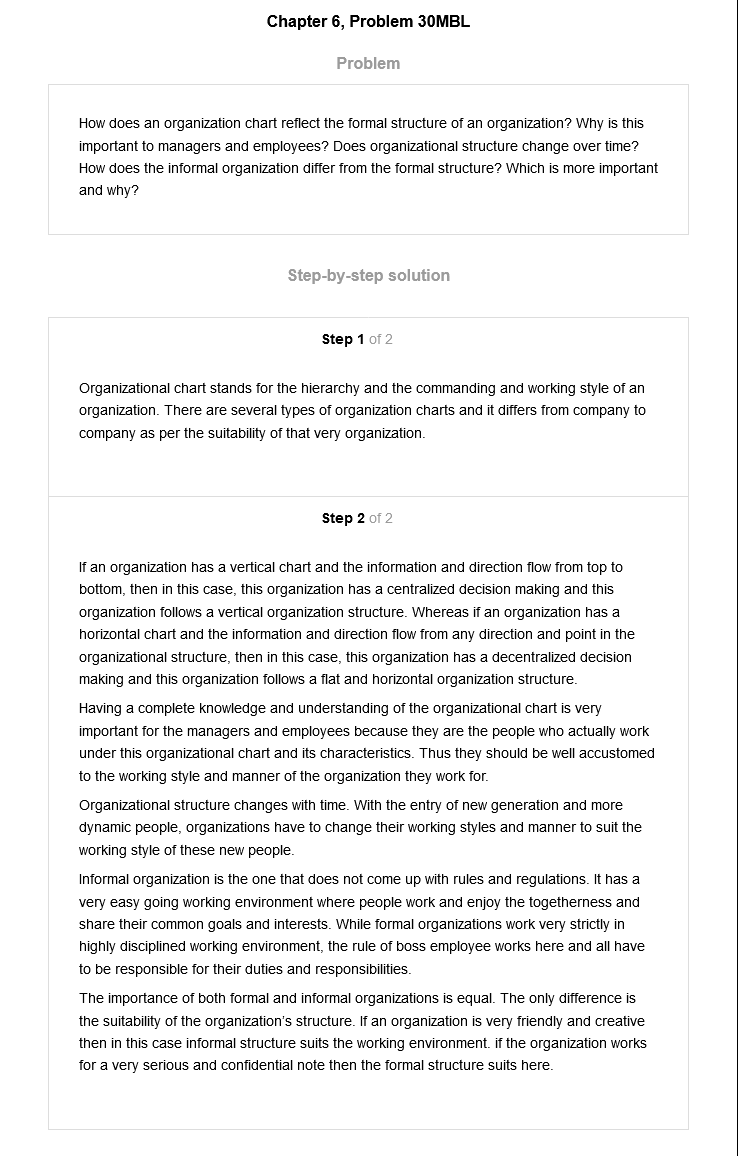 Chapter 6, Problem 30MBL
Problem
How does an organization chart reflect the formal structure of an organization? Why is this
important to managers and employees? Does organizational structure change over time?
How does the informal organization differ from the formal structure? Which is more important
and why?
Step-by-step solution
Step 1 of 2
Organizational chart stands for the hierarchy and the commanding and working style of an
organization. There are several types of organization charts and it differs from company to
company as per the suitability of that very organization.
Step 2 of 2
If an organization has a vertical chart and the information and direction flow from top to
bottom, then in this case, this organization has a centralized decision making and this
organization follows a vertical organization structure. Whereas if an organization has a
horizontal chart and the information and direction flow from any direction and point in the
organizational structure, then in this case, this organization has a decentralized decision
making and this organization follows a flat and horizontal organization structure.
Having a complete knowledge and understanding of the organizational chart is very
important for the managers and employees because they are the people who actually work
under this organizational chart and its characteristics. Thus they should be well accustomed
to the working style and manner of the organization they work for.
Organizational structure changes with time. With the entry of new generation and more
dynamic people, organizations have to change their working styles and manner to suit the
working style of these new people.
Informal organization is the one that does not come up with rules and regulations. It has a
very easy going working environment where people work and enjoy the togetherness and
share their common goals and interests. While formal organizations work very strictly in
highly disciplined working environment, the rule of boss employee works here and all have
to be responsible for their duties and responsibilities.
The importance of both formal and informal organizations is equal. The only difference is
the suitability of the organization's structure. If an organization is very friendly and creative
then in this case informal structure suits the working environment. if the organization works
for a very serious and confidential note then the formal structure suits here.